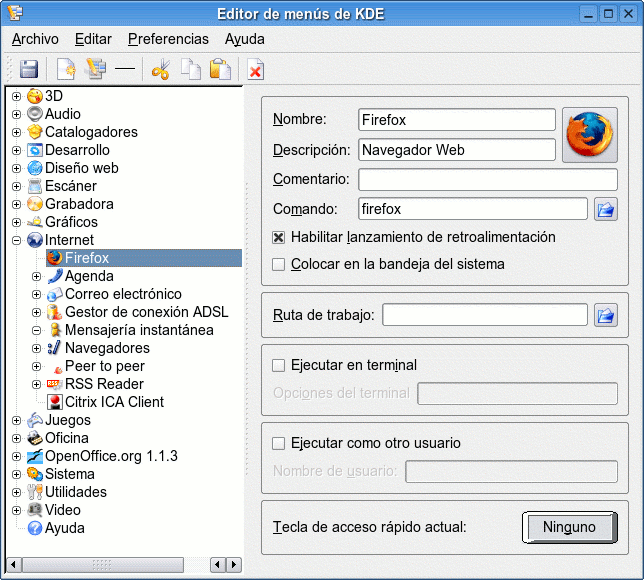 Editor de menús de KDE
Archivo Editar Preferencias Ayuda
3D
Audio
Catalogadores
Desarrollo
Diseño web
Escáner
Grabadora
Gráficos
Internet
Firefox
Agenda
Correo electrónico
Gestor de conexión ADSL
Mensajería instantánea
Navegadores
Peer to peer
RSS Reader
Citrix ICA Client
Juegos
Oficina
OpenOffice.org 1.1.3
Sistema
Utilidades
Video
Ayuda
Nombre: Firefox
Descripción: Navegador Web
Comentario:
Comando: firefox
Habilitar lanzamiento de retroalimentación
Colocar en la bandeja del sistema
Ruta de trabajo:
Ejecutar en terminal
Opciones del terminal
Ejecutar como otro usuario
Nombre de usuario:
Tecla de acceso rápido actual: Ninguno